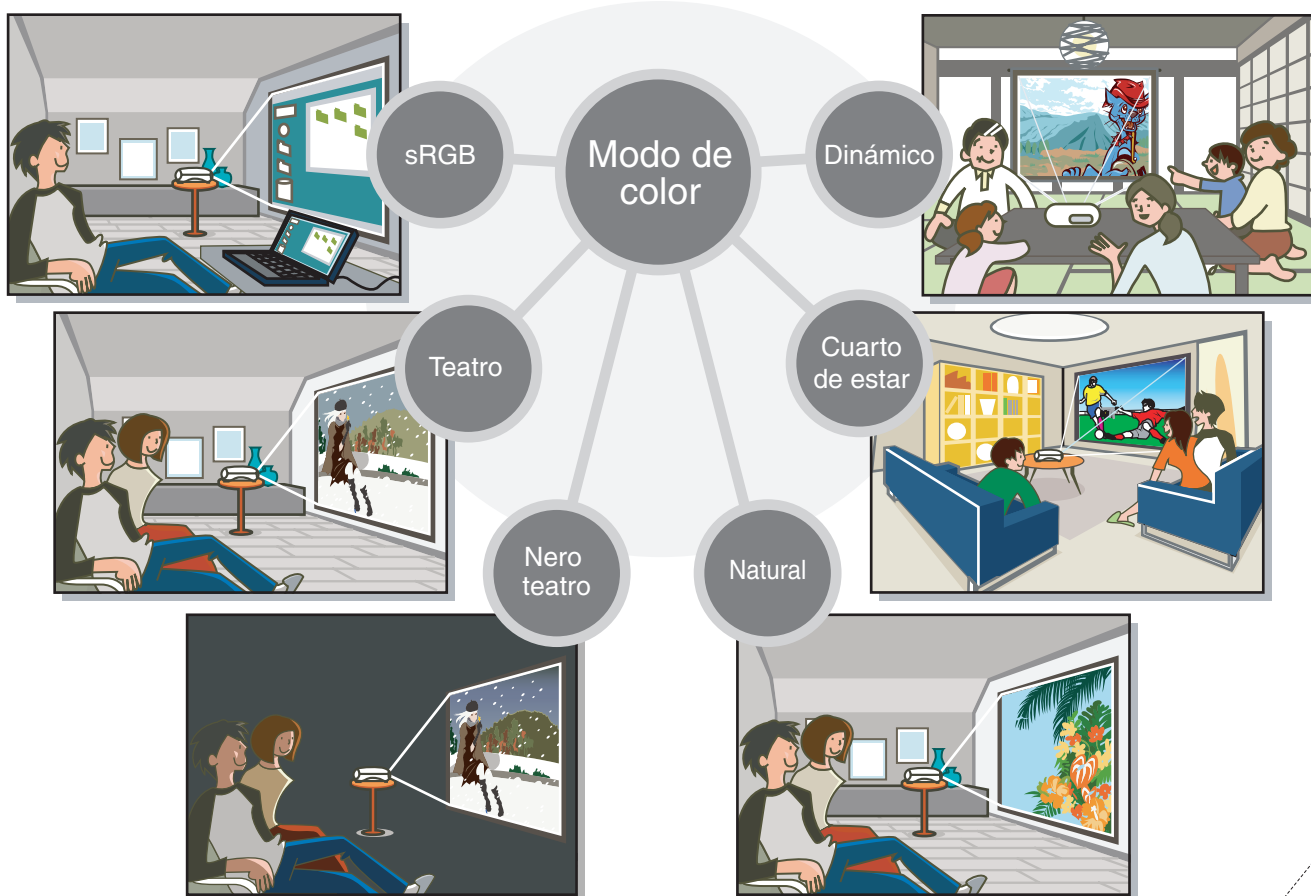 Modo de
color
sRGB
Dinámico
Teatro
Cuarto
de estar
Nero
teatro
Natural